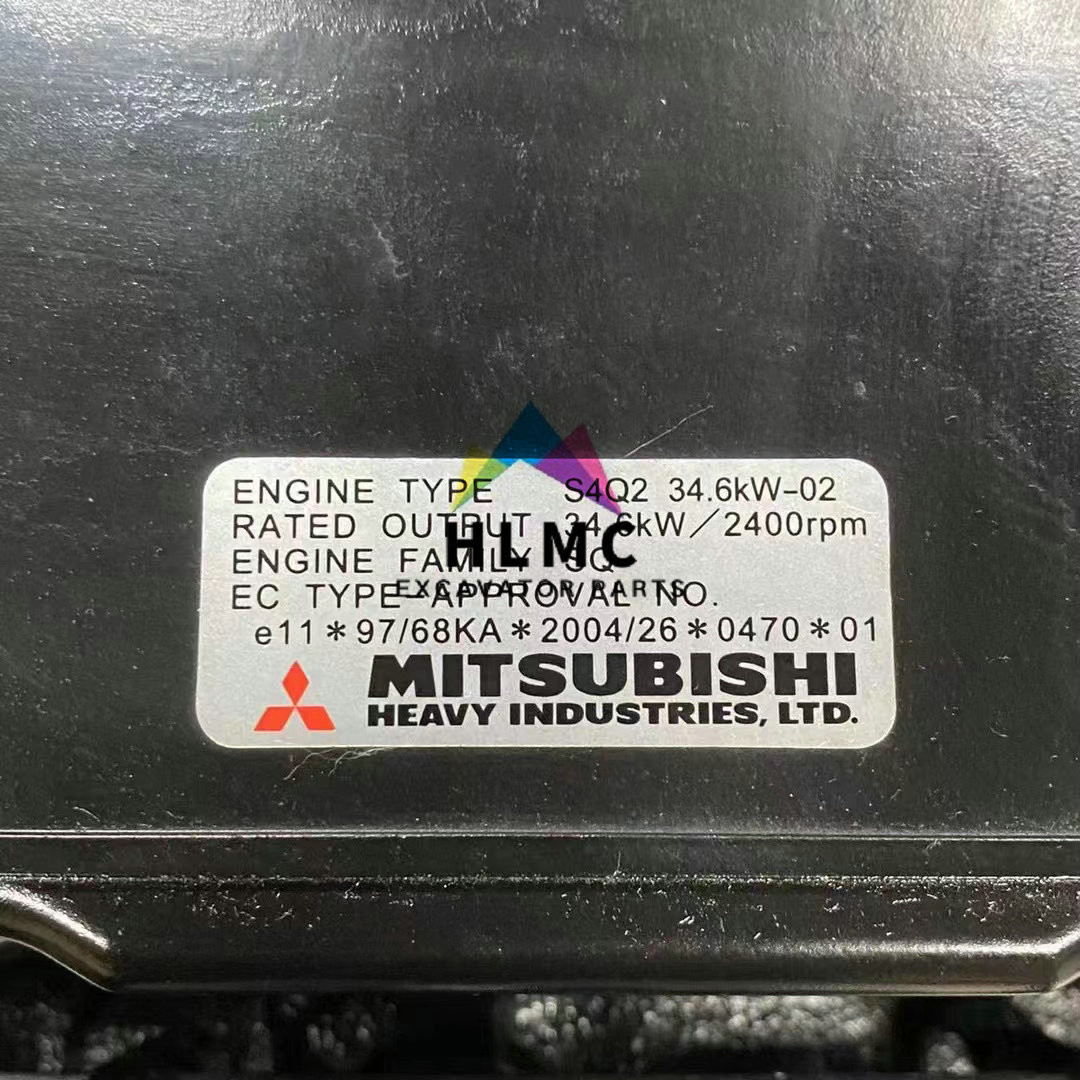 ENGINE TYPE S4Q2 34.6kW-02
RATED OUTPUT 34.6kW/2400rpm
ENGINE FAMILY SQ
EC TYPE-APPROVAL NO.
e11*97/68KA*2004/26*0470*01
MITSUBISHI
HEAVY INDUSTRIES, LTD.
HLMC
EXCAVATOR PARTS